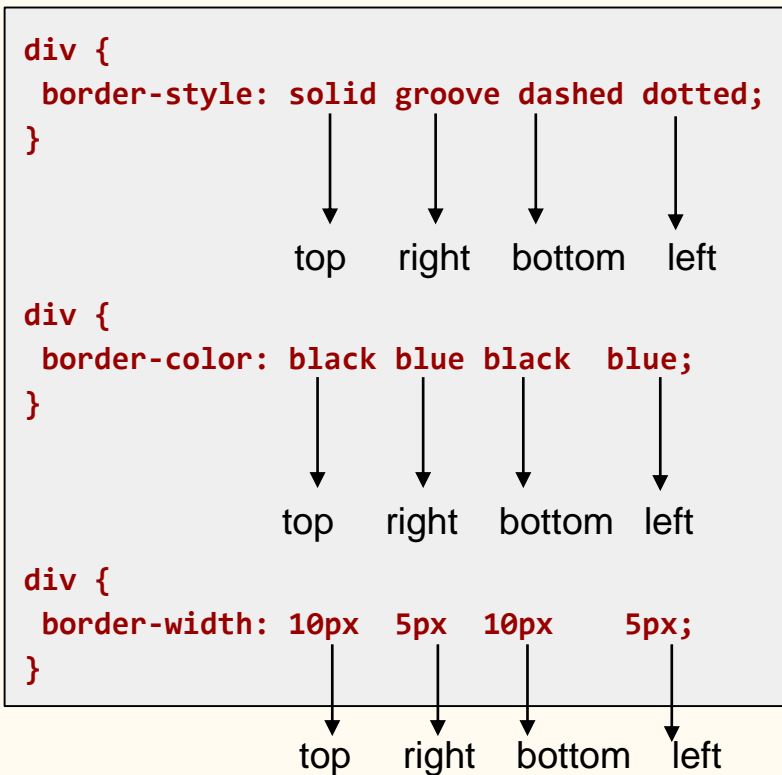 div {
border-style: solid groove dashed dotted;
}
top right bottom left
div {
border-color: black blue black blue;
}
top right bottom left
div {
border-width: 10px 5px 10px 5px;
}
top right bottom left